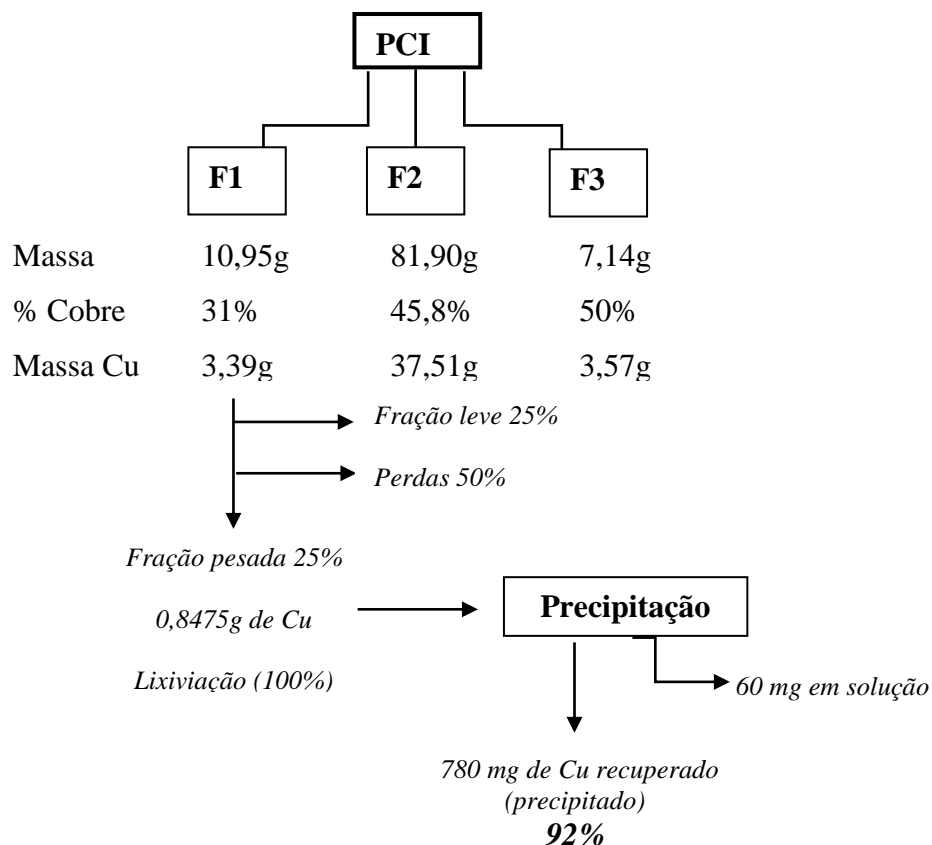 PCI
F1 F2 F3
Massa 10,95g 81,90g 7,14g
% Cobre 31% 45,8% 50%
Massa Cu 3,39g 37,51g 3,57g
Fração leve 25%
Perdas 50%
Fração pesada 25%
0,8475g de Cu
Lixiviação (100%)
Precipitação
60 mg em solução
780 mg de Cu recuperado
(precipitado)
92%